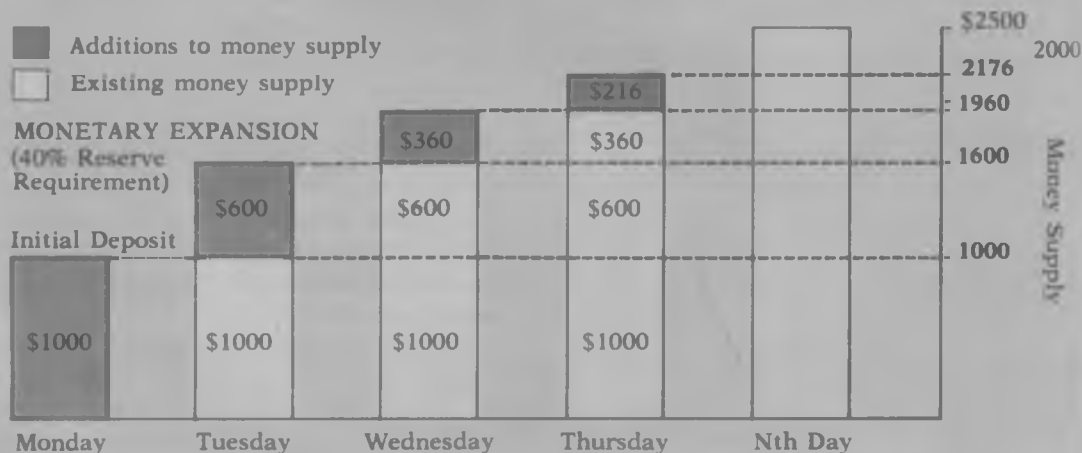 Additions to money supply
Existing money supply
MONETARY EXPANSION
(40% Reserve
Requirement)
Initial Deposit
$1000
$600
$1000
$360
$600
$1000
$216
$360
$600
$1000
$2500
2000
2176
1960
1600
1000
Money Supply
Monday
Tuesday
Wednesday
Thursday
Nth Day